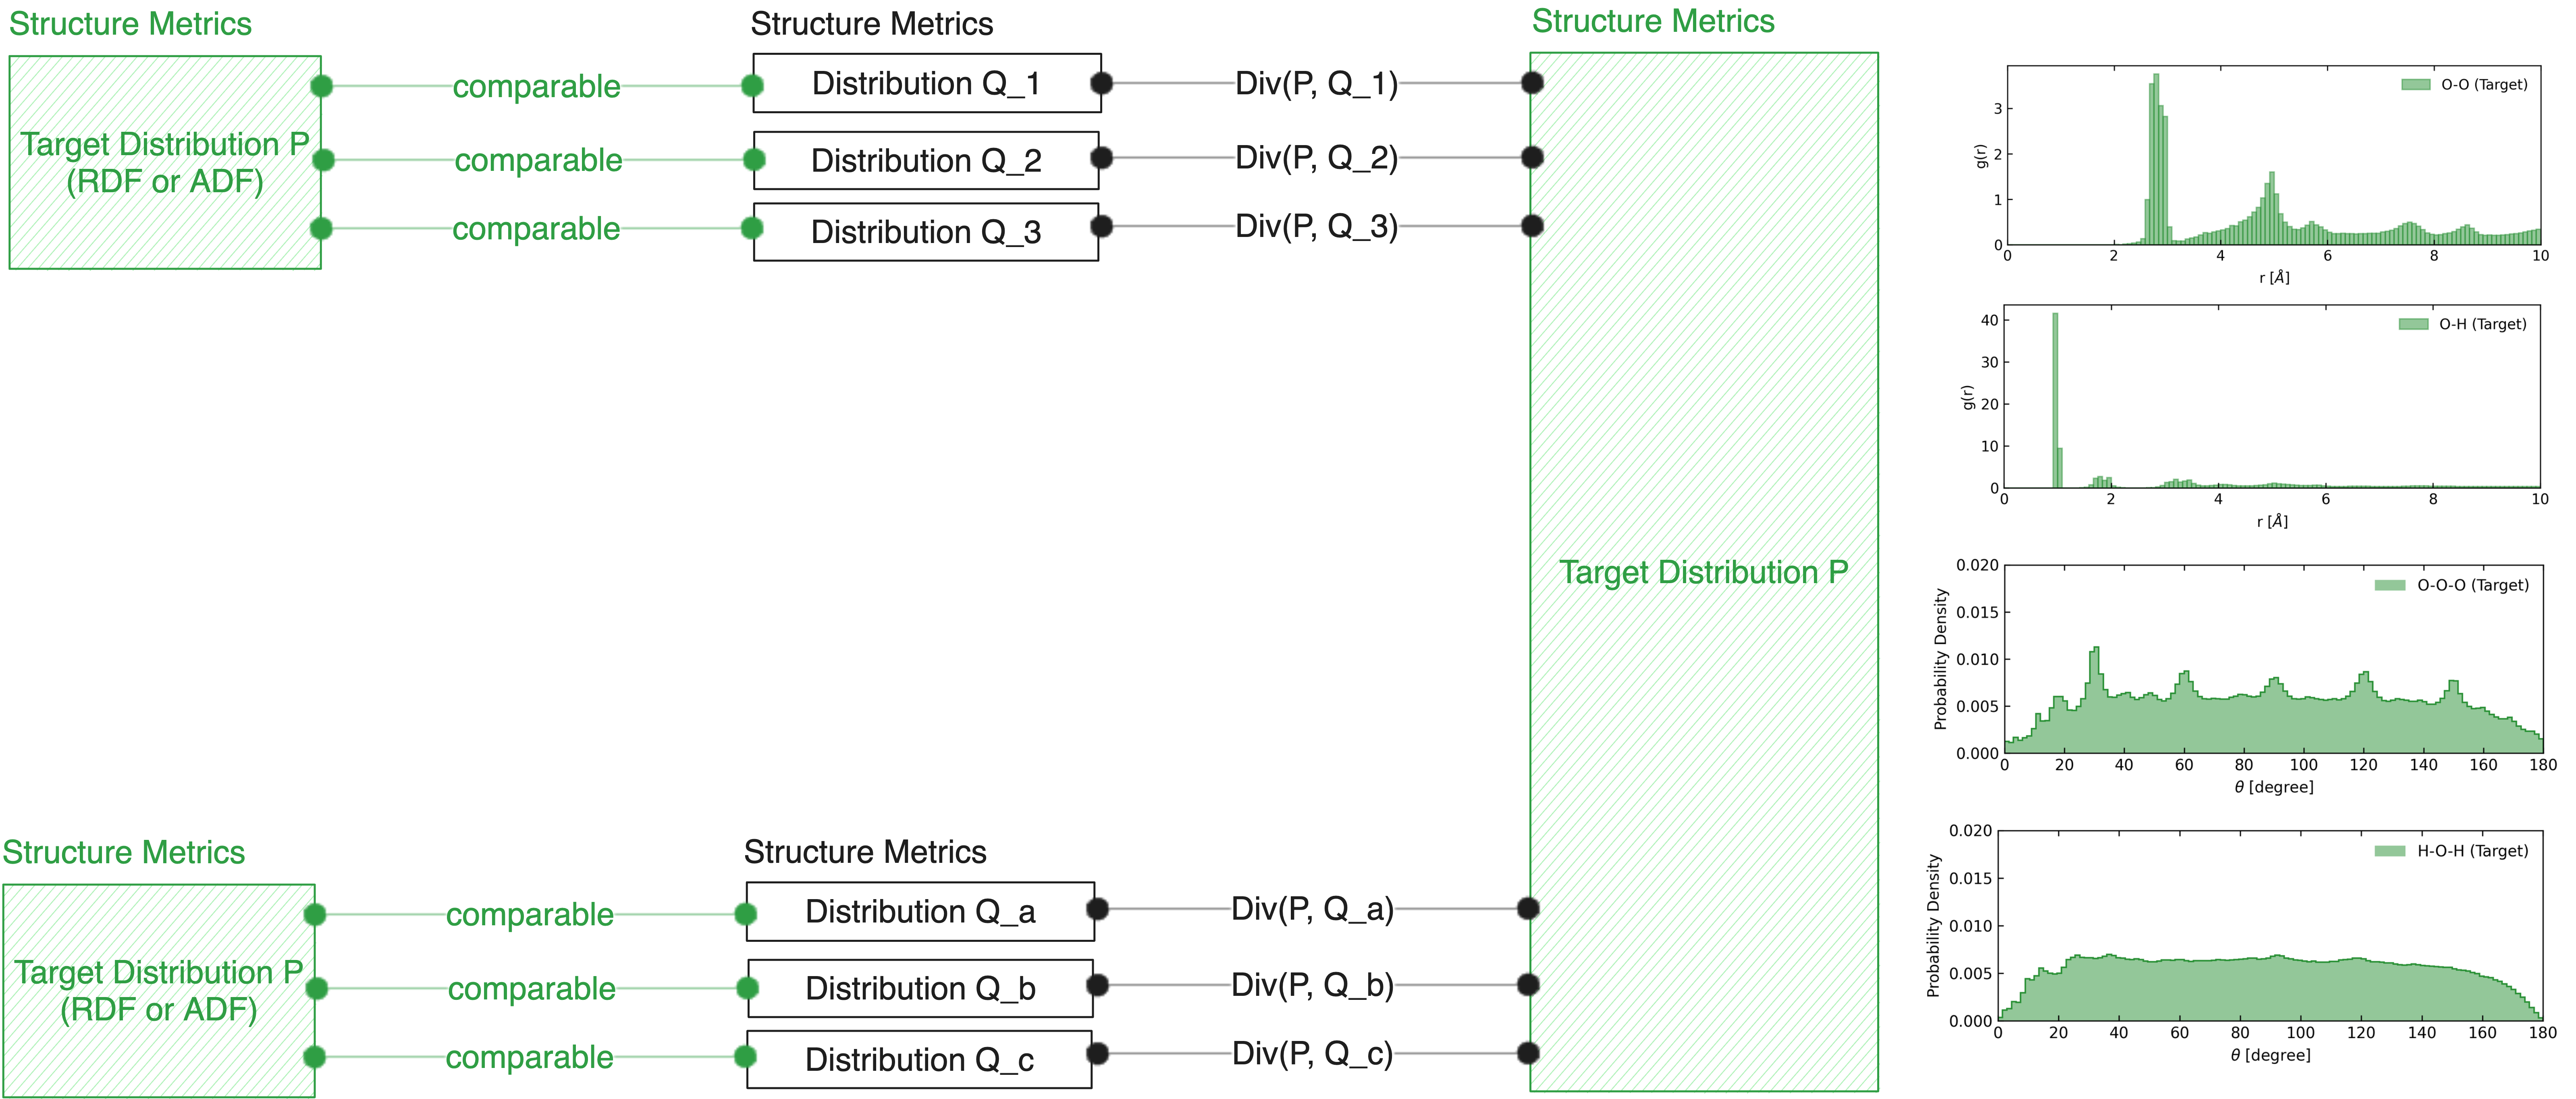 Structure Metrics
Target Distribution P
(RDF or ADF)
comparable
comparable
comparable
Structure Metrics
Distribution Q_1
Distribution Q_2
Distribution Q_3
Div(P, Q_1)
Div(P, Q_2)
Div(P, Q_3)
Structure Metrics
Target Distribution P
Structure Metrics
Target Distribution P
(RDF or ADF)
comparable
comparable
comparable
Structure Metrics
Distribution Q_a
Distribution Q_b
Distribution Q_c
Div(P, Q_a)
Div(P, Q_b)
Div(P, Q_c)
O-O (Target)
g(r)
3
2
1
0
0 2 4 6 8 10
r [Å]
O-H (Target)
g(r)
40
30
20
10
0
0 2 4 6 8 10
r [Å]
O-O-O (Target)
Probability Density
0.020
0.015
0.010
0.005
0.000
0 20 40 60 80 100 120 140 160 180
θ [degree]
H-O-H (Target)
Probability Density
0.020
0.015
0.010
0.005
0.000
0 20 40 60 80 100 120 140 160 180
θ [degree]